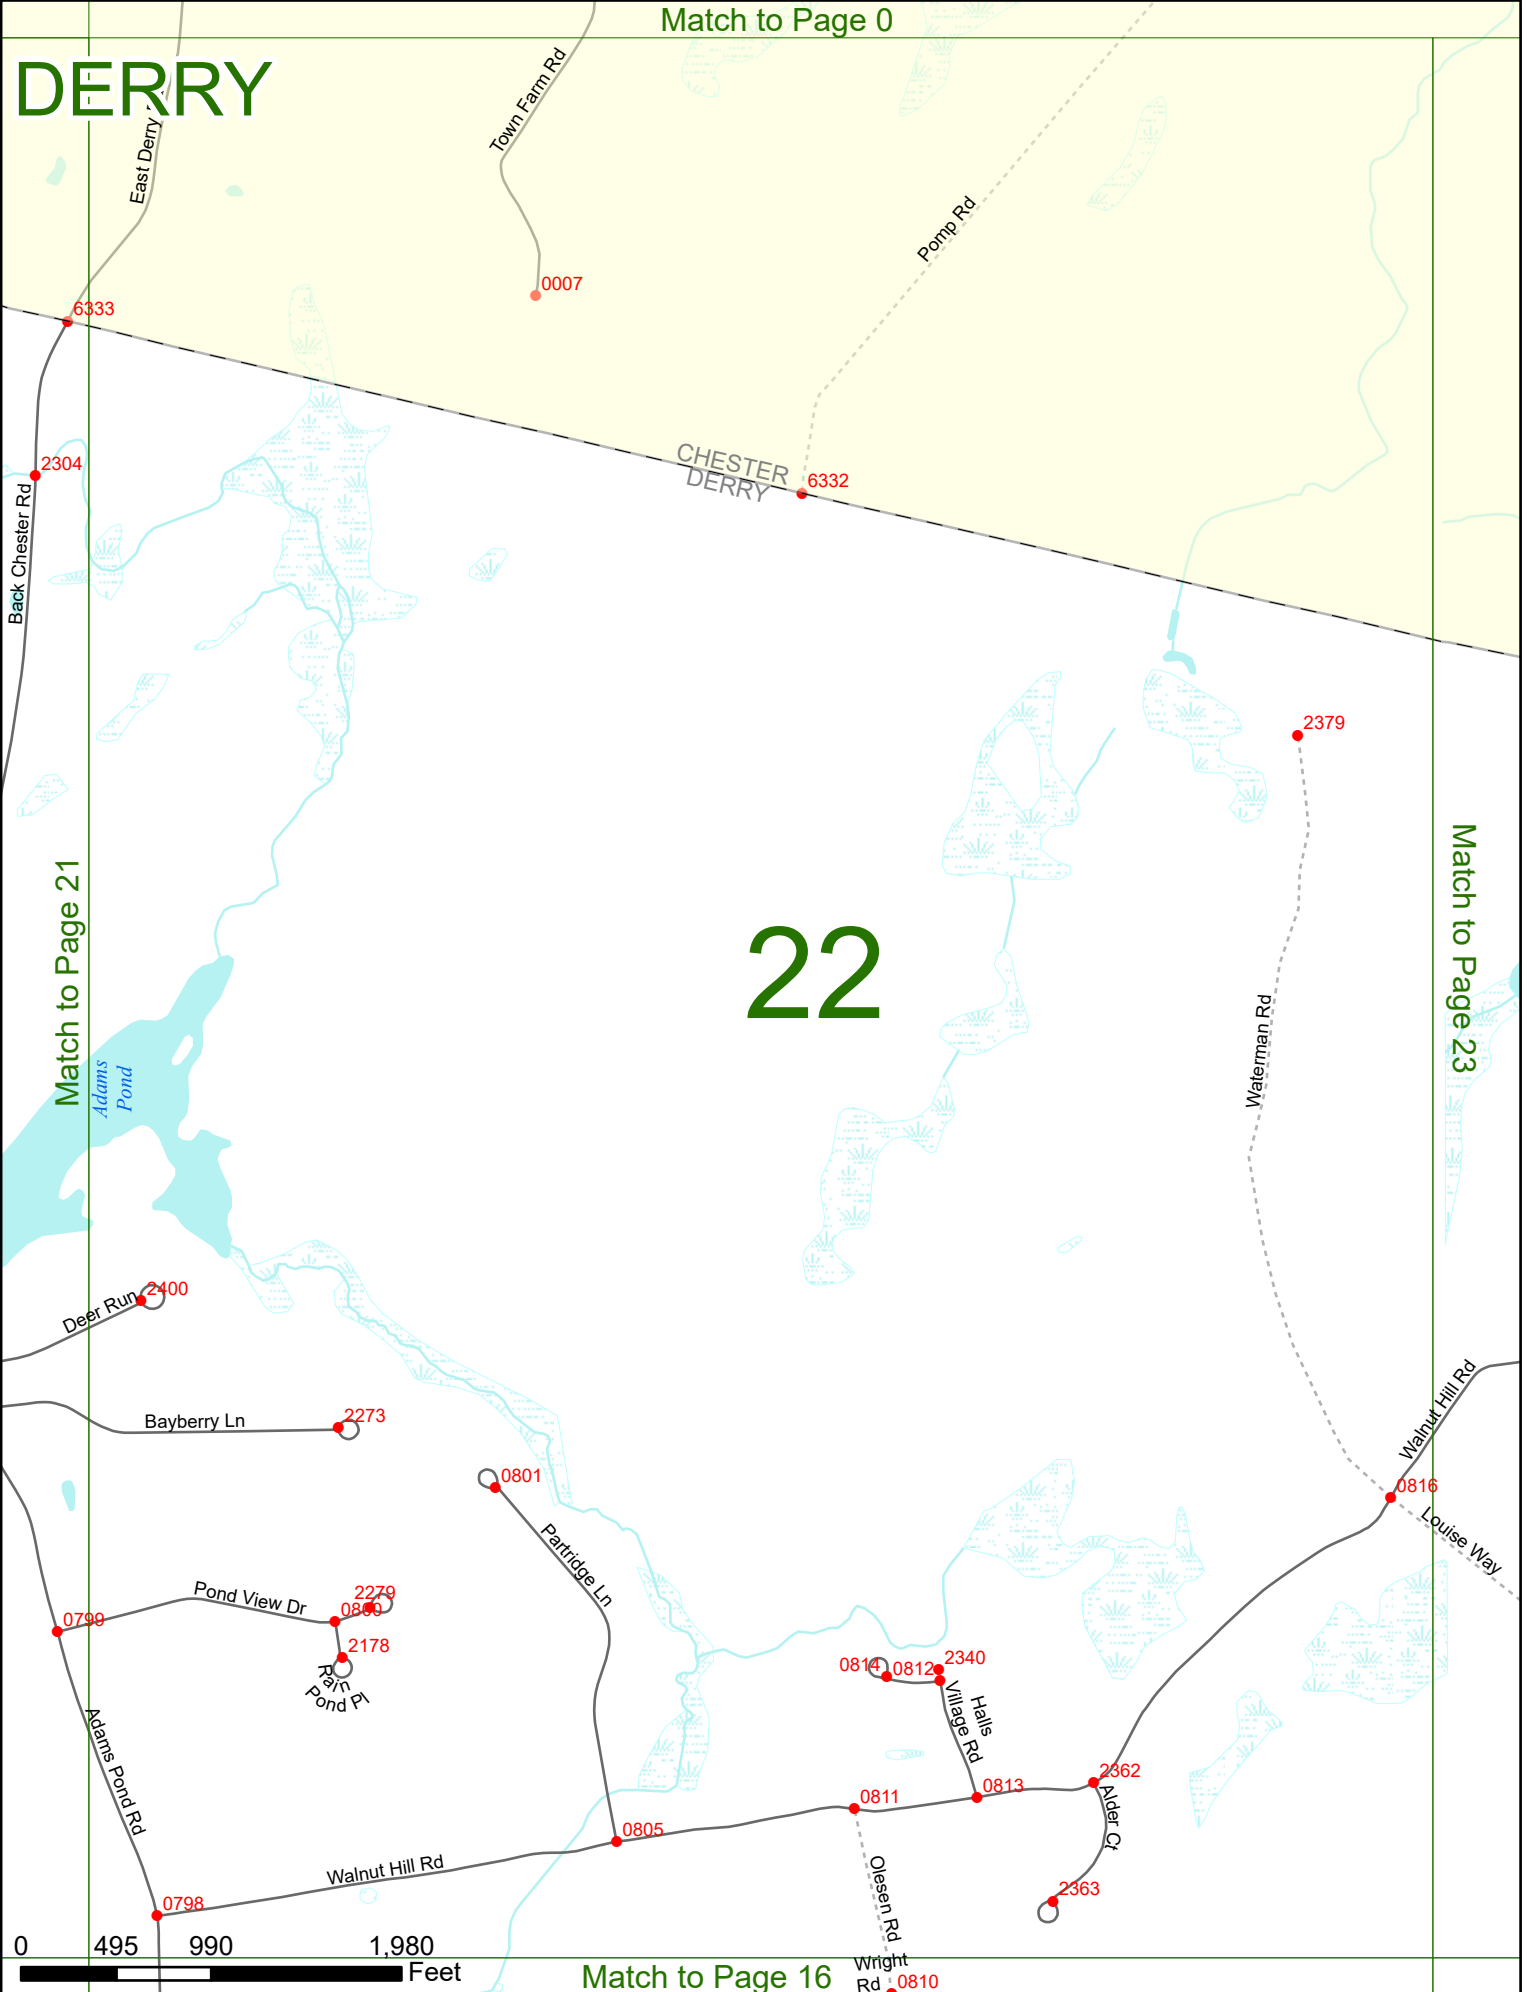 Match to Page 0
DERRY
East Derry
Town Farm Rd
Pomp Rd
0007
6333
CHESTER
DERRY
6332
2304
Back Chester Rd
2379
Match to Page 21
22
Match to Page 23
Waterman Rd
Adams
Pond
Deer Run
2400
Bayberry Ln
2273
Walnut Hill Rd
0801
0816
Louise Way
Partridge Ln
Pond View Dr
2279
0800
0799
2178
Rain
Pond Pl
0814
0812
2340
Halls
Village Rd
Adams Pond Rd
2362
0813
0811
Alder Ct
0805
Walnut Hill Rd
Olesen Rd
2363
0798
0 495 990 1,980
Feet
Match to Page 16
Wright
Rd
0810